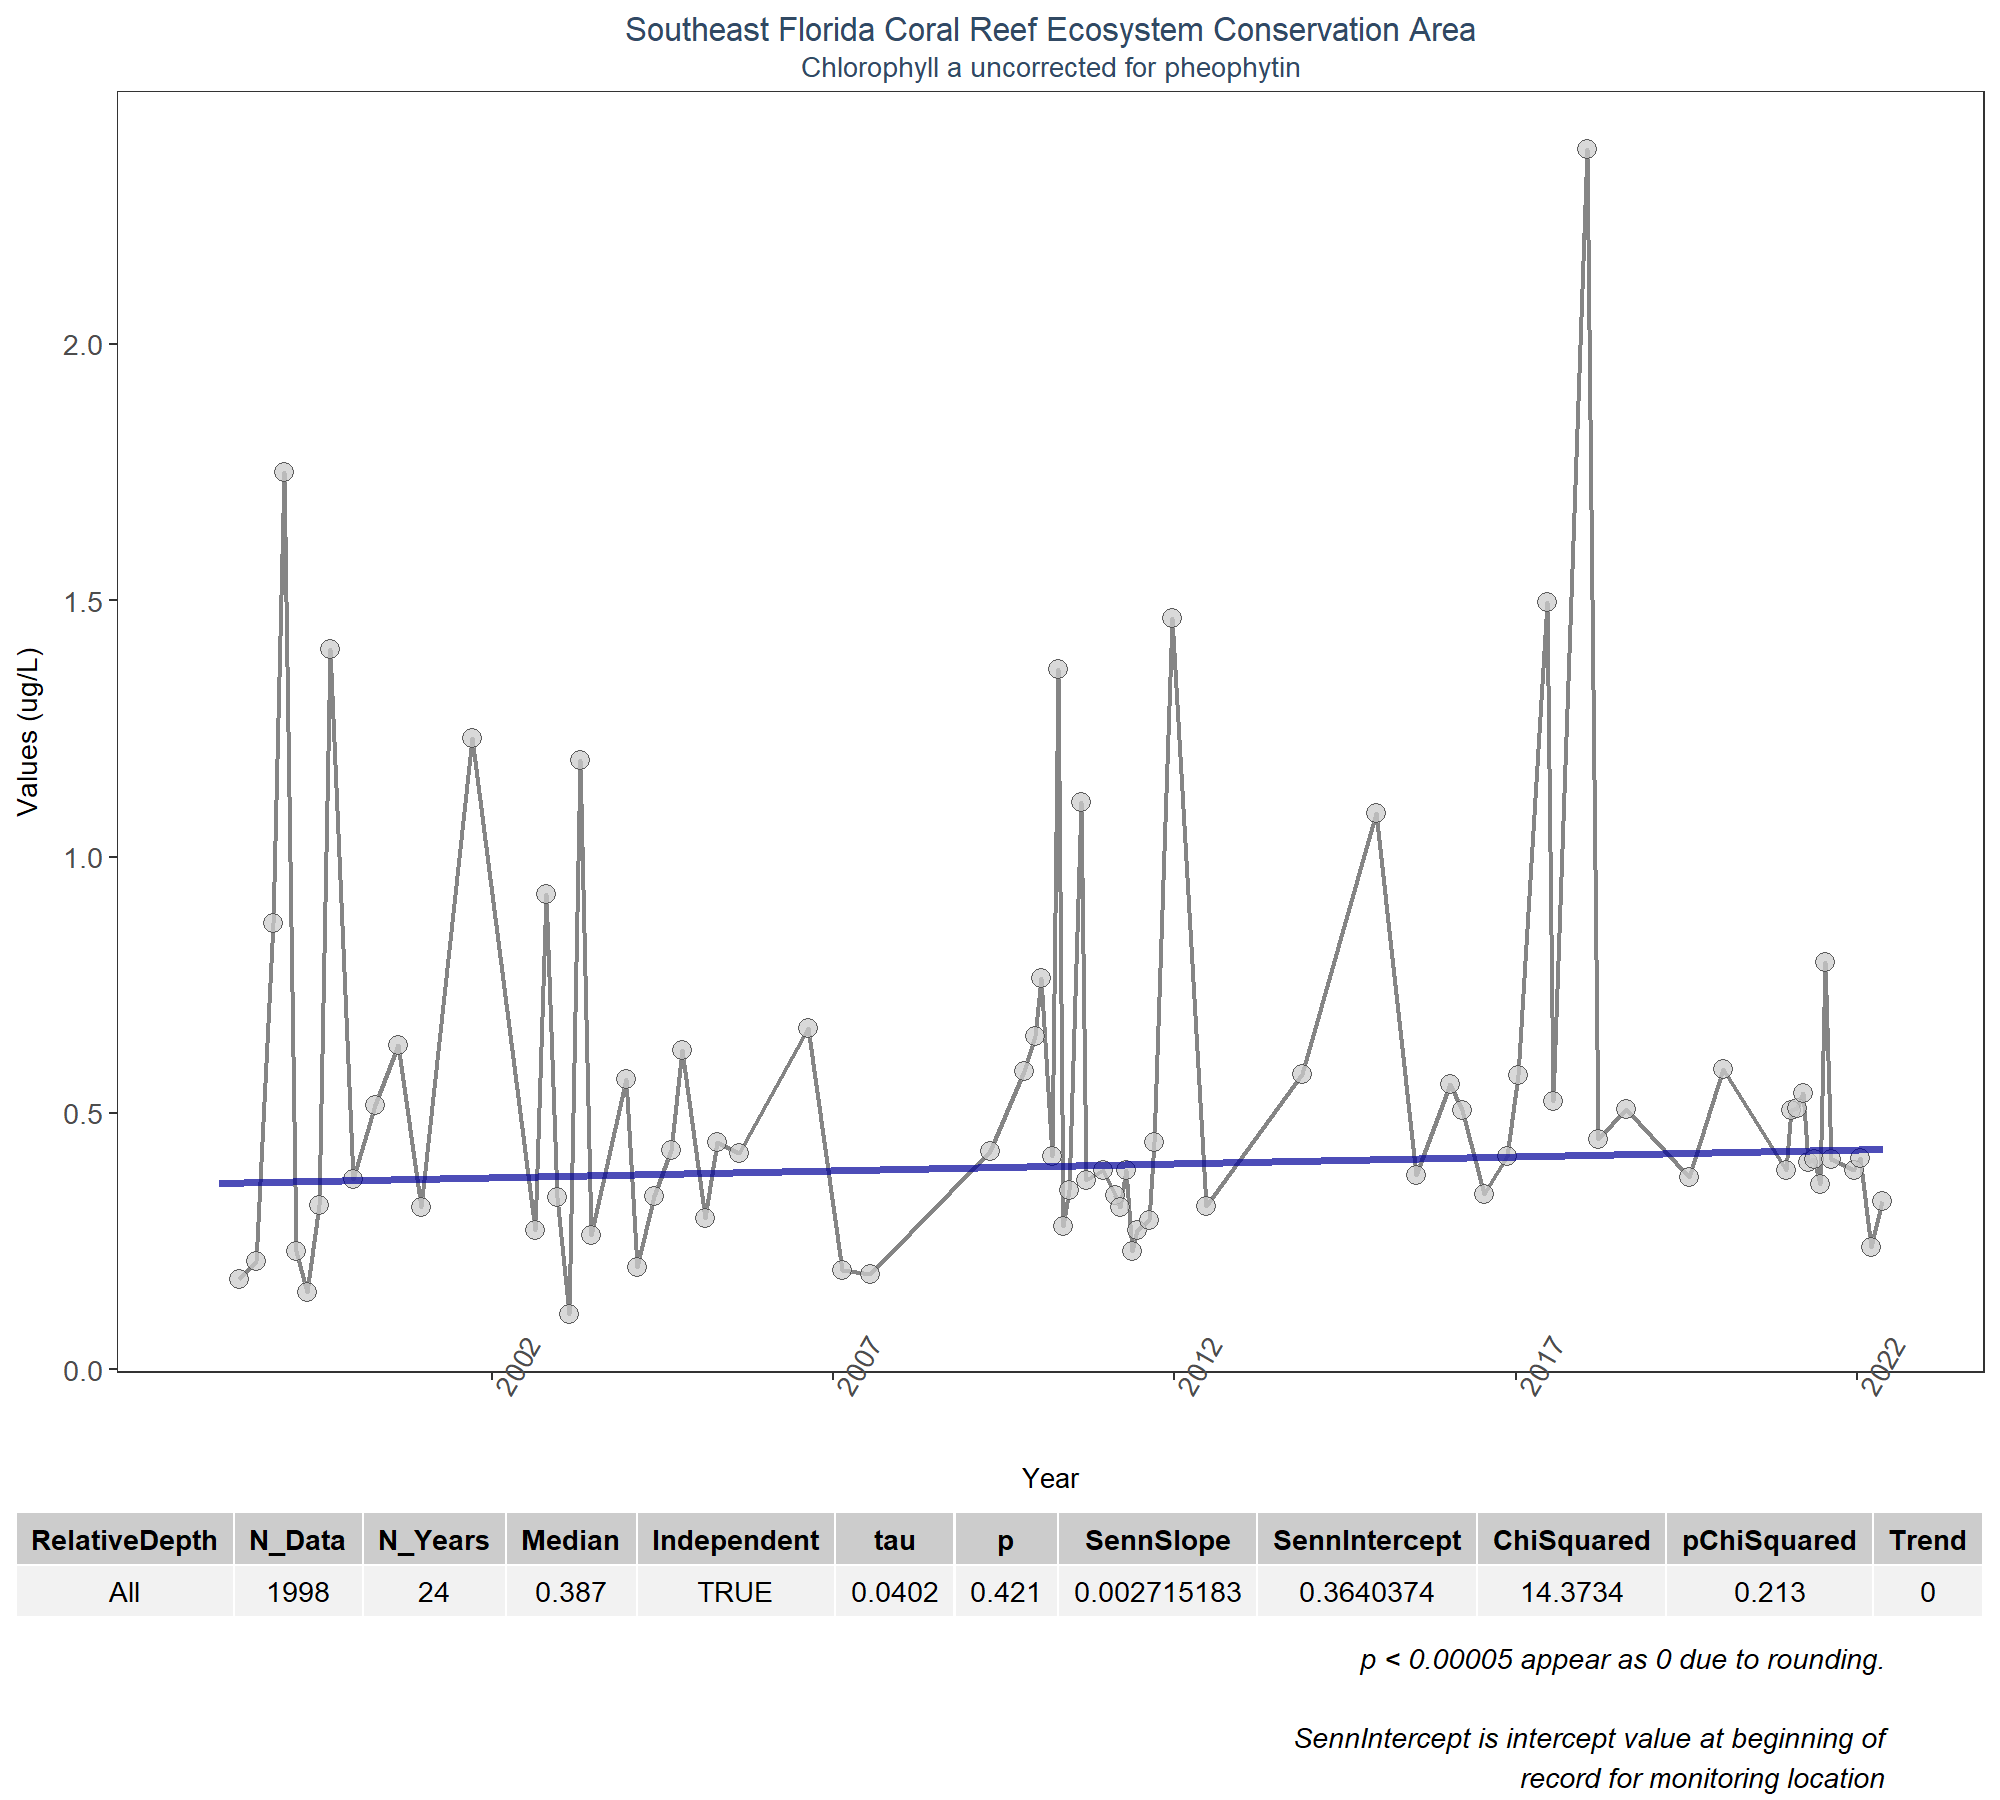 Southeast Florida Coral Reef Ecosystem Conservation Area
Chlorophyll a uncorrected for pheophytin
Values (ug/L)
2.0
1.5
1.0
0.5
0.0
2002 2007 2012 2017 2022
Year
RelativeDepth N_Data N_Years Median Independent tau p SennSlope SennIntercept ChiSquared pChiSquared Trend
All 1998 24 0.387 TRUE 0.0402 0.421 0.002715183 0.3640374 14.3734 0.213 0
p < 0.00005 appear as 0 due to rounding.
SennIntercept is intercept value at beginning of
record for monitoring location